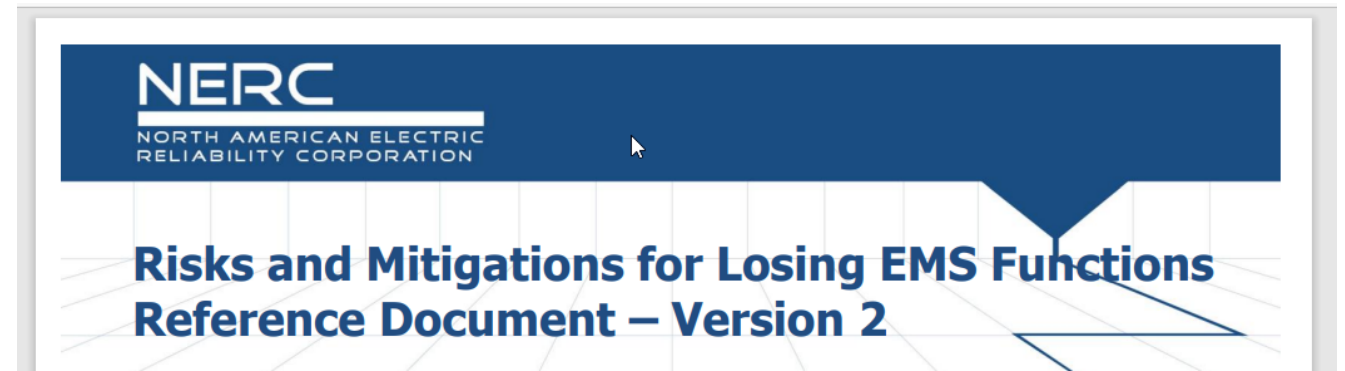 NERC
NORTH AMERICAN ELECTRIC
RELIABILITY CORPORATION
Risks and Mitigations for Losing EMS Functions
Reference Document – Version 2